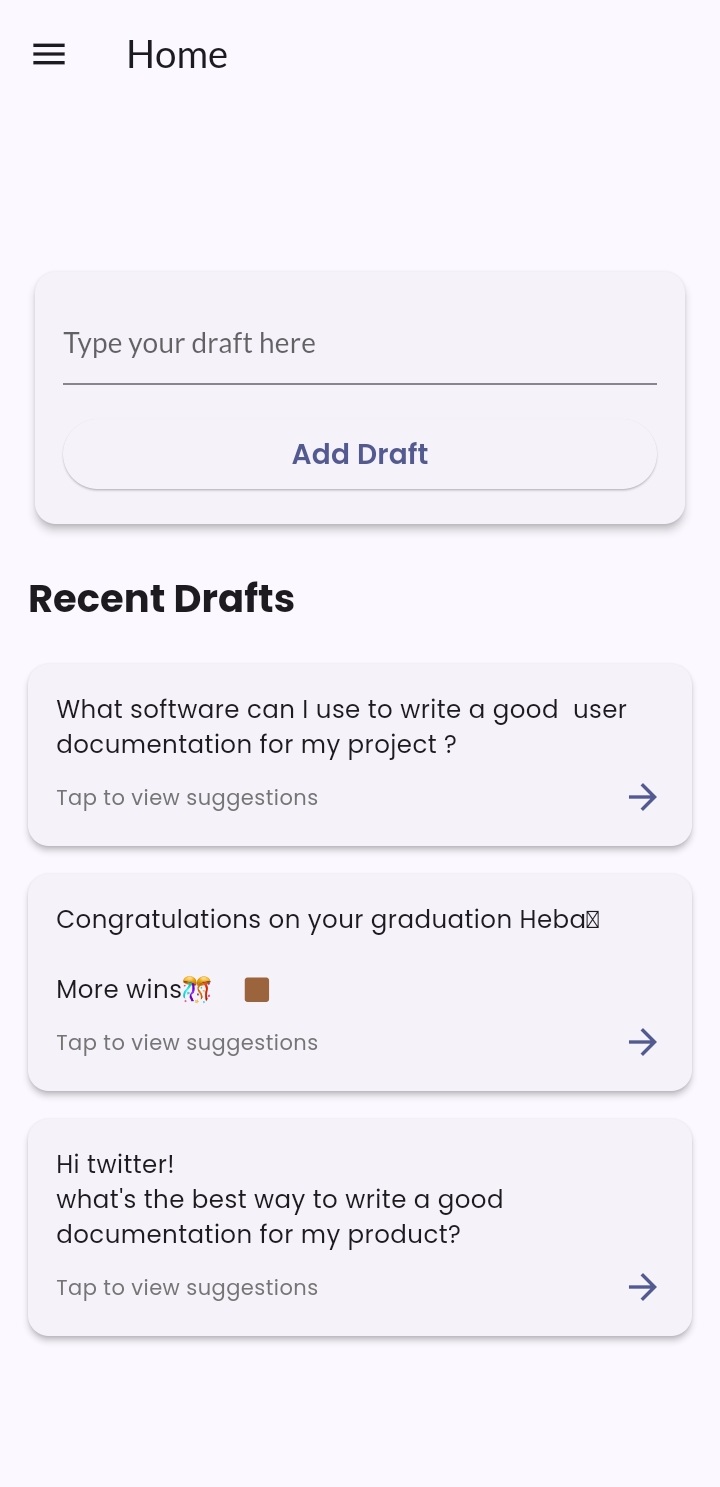 Home
Type your draft here
Add Draft
Recent Drafts
What software can I use to write a good  user
documentation for my project ?
Tap to view suggestions
Congratulations on your graduation Heba
More wins🎊 🟫
Tap to view suggestions
Hi twitter!
what's the best way to write a good
documentation for my product?
Tap to view suggestions